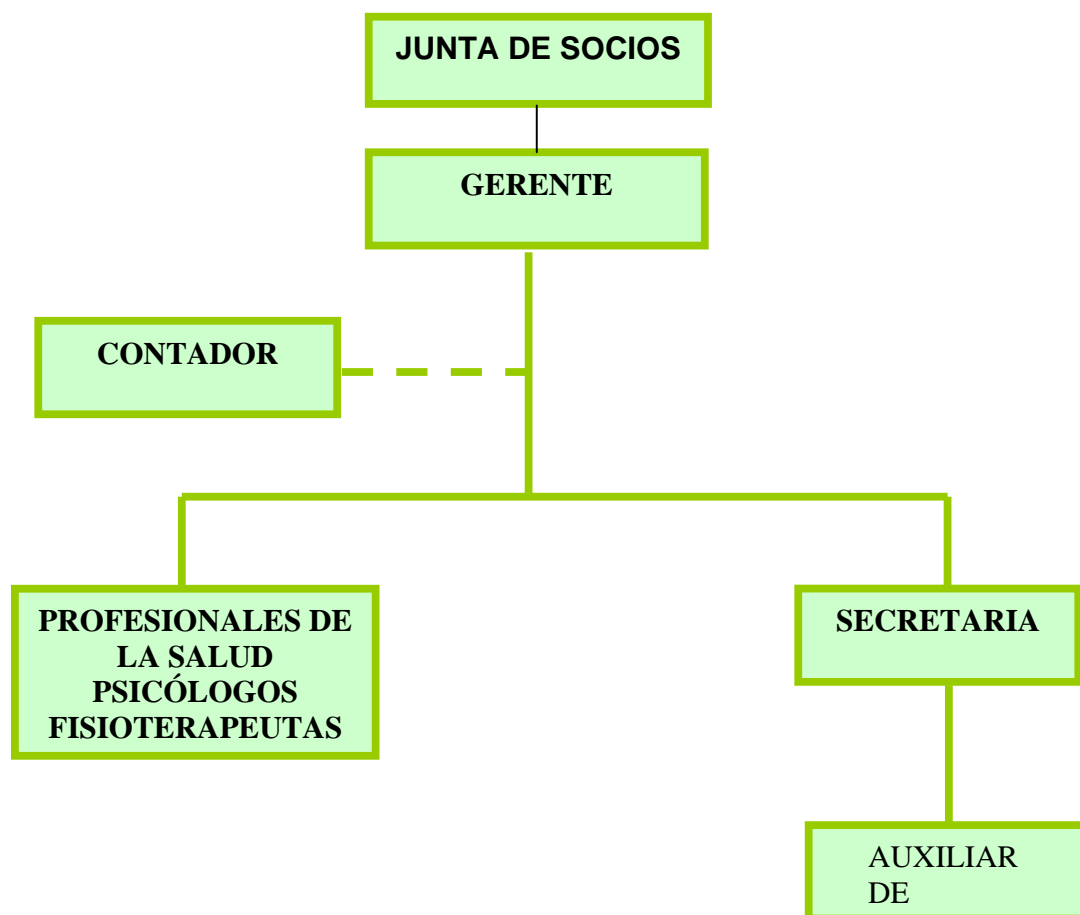 JUNTA DE SOCIOS
GERENTE
CONTADOR
PROFESIONALES DE
LA SALUD
PSICÓLOGOS
FISIOTERAPEUTAS
SECRETARIA
AUXILIAR
DE